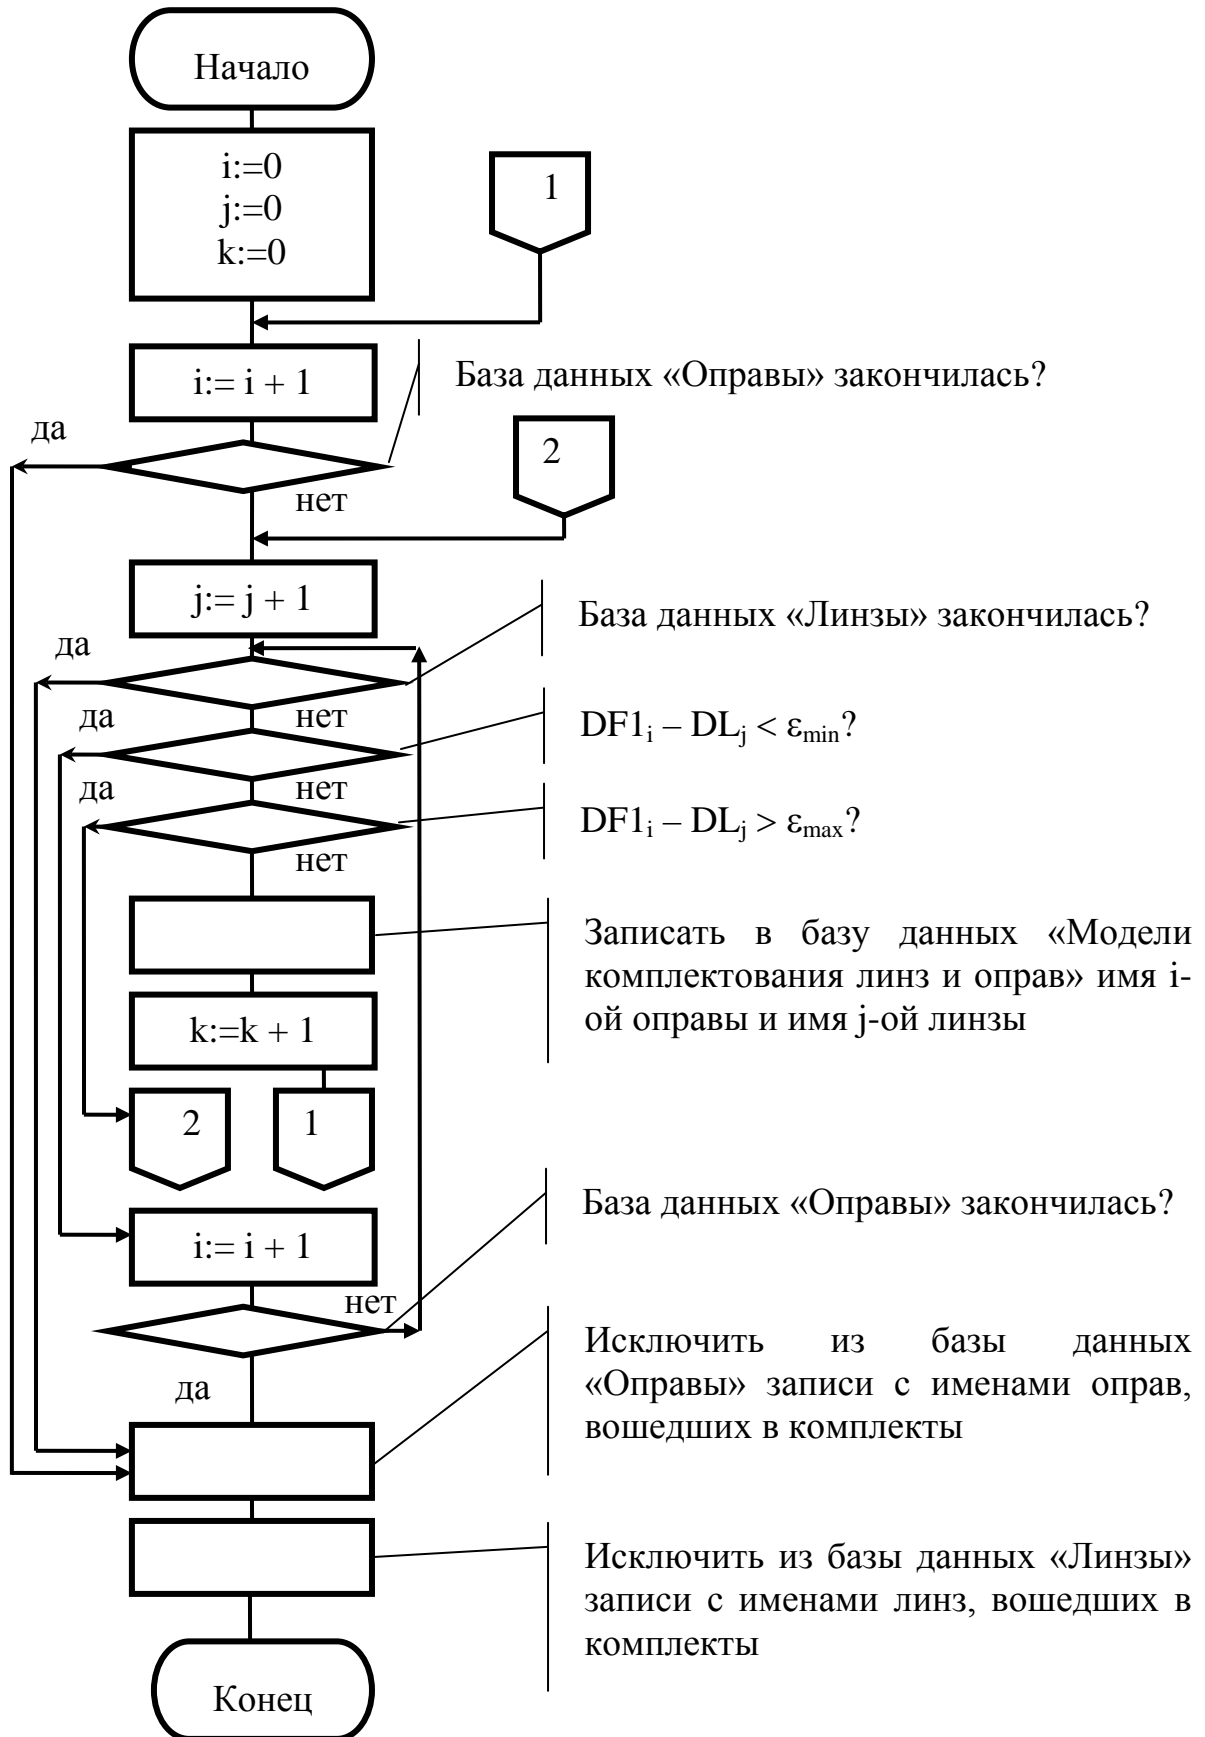 Начало
i:=0
j:=0
k:=0
1
i:= i + 1
База данных «Оправы» закончилась?
да
2
нет
j:= j + 1
База данных «Линзы» закончилась?
да
нет
DF1i – DLj < εmin?
да
нет
DF1i – DLj > εmax?
да
нет
Записать в базу данных «Модели
комплектования линз и оправ» имя i-
ой оправы и имя j-ой линзы
k:=k + 1
2
1
База данных «Оправы» закончилась?
i:= i + 1
нет
Исключить из базы данных
«Оправы» записи с именами оправ,
вошедших в комплекты
да
Исключить из базы данных «Линзы»
записи с именами линз, вошедших в
комплекты
Конец